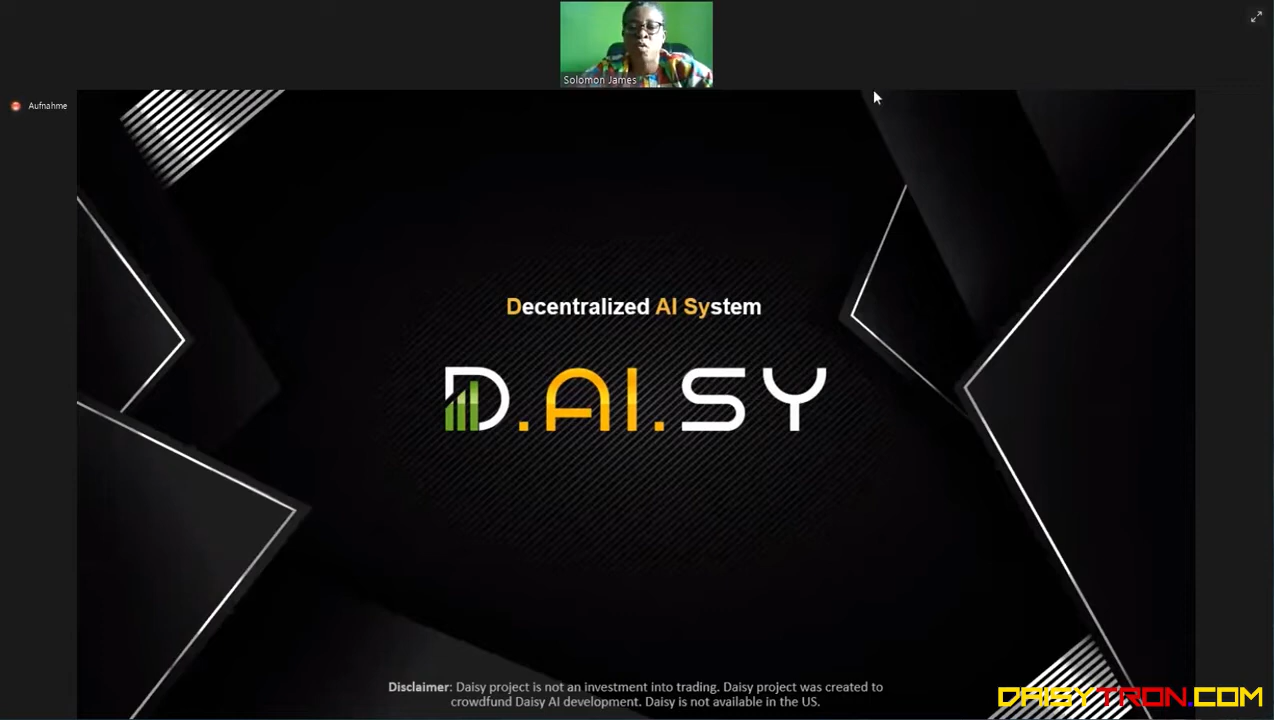 Solomon James
Aufnahme
Decentralized AI System
D.AI.SY
Disclaimer: Daisy project is not an investment into trading. Daisy project was created to
crowdfund Daisy AI development. Daisy is not available in the US.
DAISYTRON.COM